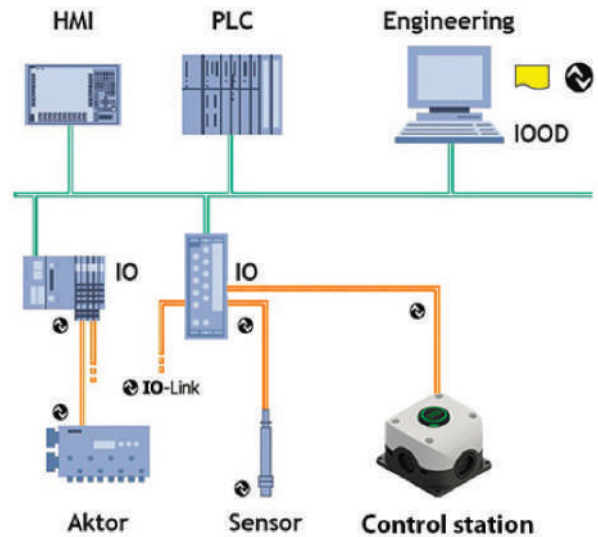 HMI
PLC
Engineering
IOOD
IO
IO
IO-Link
Aktor
Sensor
Control station